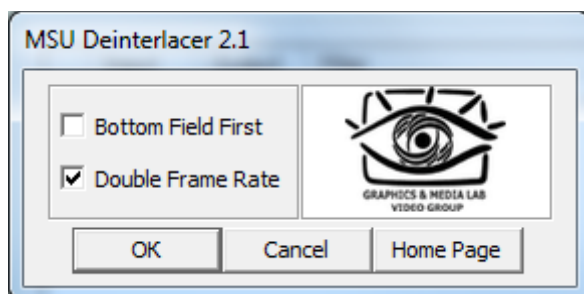 MSU Deinterlacer 2.1
Bottom Field First
Double Frame Rate
GRAPHICS & MEDIA LAB
VIDEO GROUP
OK Cancel Home Page